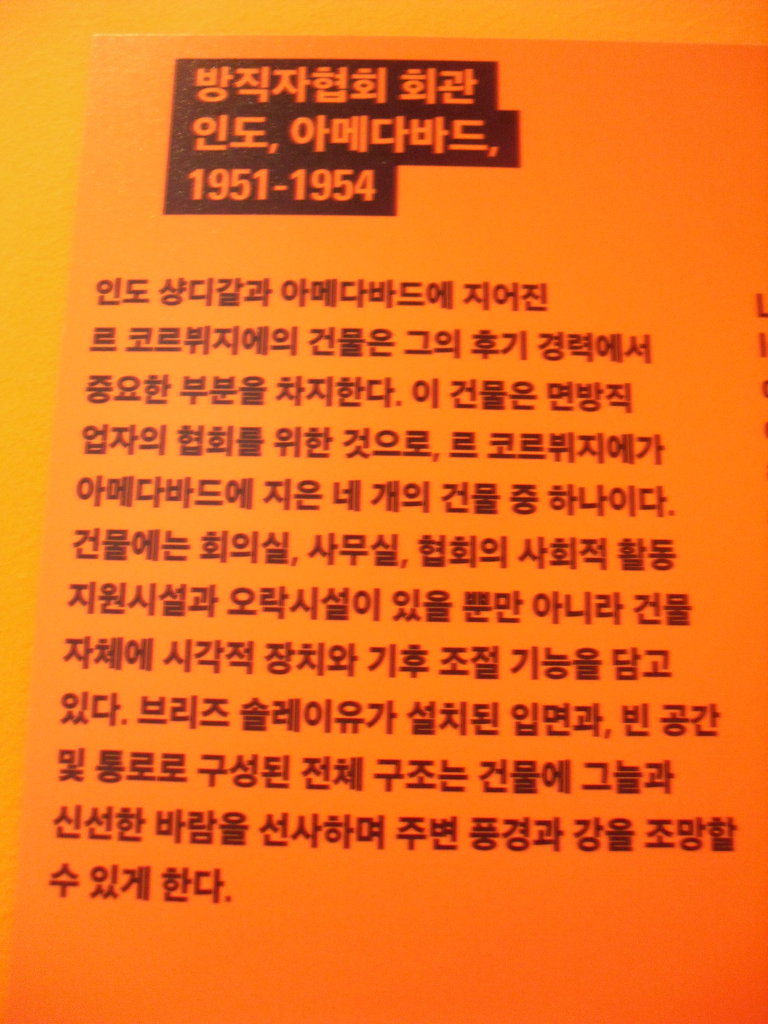 방직자협회 회관
인도, 아메다바드,
1951-1954
인도 샹디갈과 아메다바드에 지어진
르 코르뷔지에의 건물은 그의 후기 경력에서
중요한 부분을 차지한다. 이 건물은 면방직
업자의 협회를 위한 것으로, 르 코르뷔지에가
아메다바드에 지은 네 개의 건물 중 하나이다.
건물에는 회의실, 사무실, 협회의 사회적 활동
지원시설과 오락시설이 있을 뿐만 아니라 건물
자체에 시각적 장치와 기후 조절 기능을 담고
있다. 브리즈 솔레이유가 설치된 입면과, 빈 공간
및 통로로 구성된 전체 구조는 건물에 그늘과
신선한 바람을 선사하며 주변 풍경과 강을 조망할
수 있게 한다.